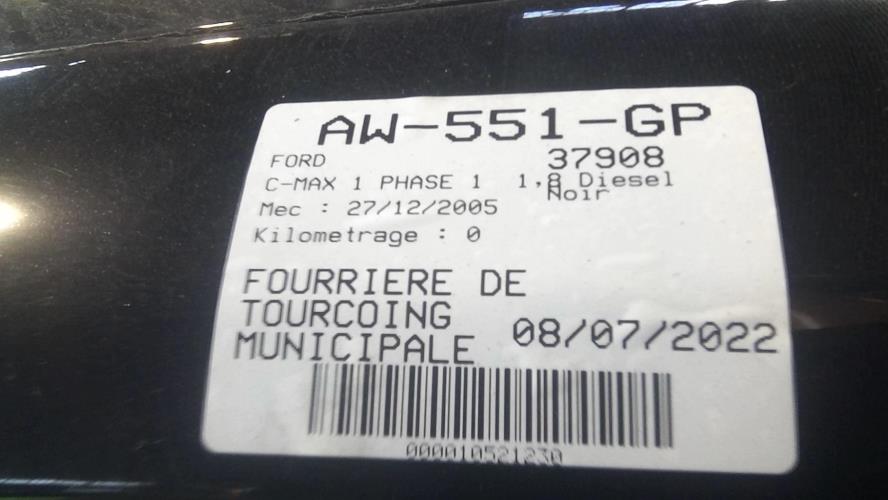 AW-551-GP
FORD 37908
C-MAX 1 PHASE 1 1,8 Diesel
Noir
Mec : 27/12/2005
Kilometrage : 0
FOURRIERE DE
TOURCOING
MUNICIPALE 08/07/2022
000010521230